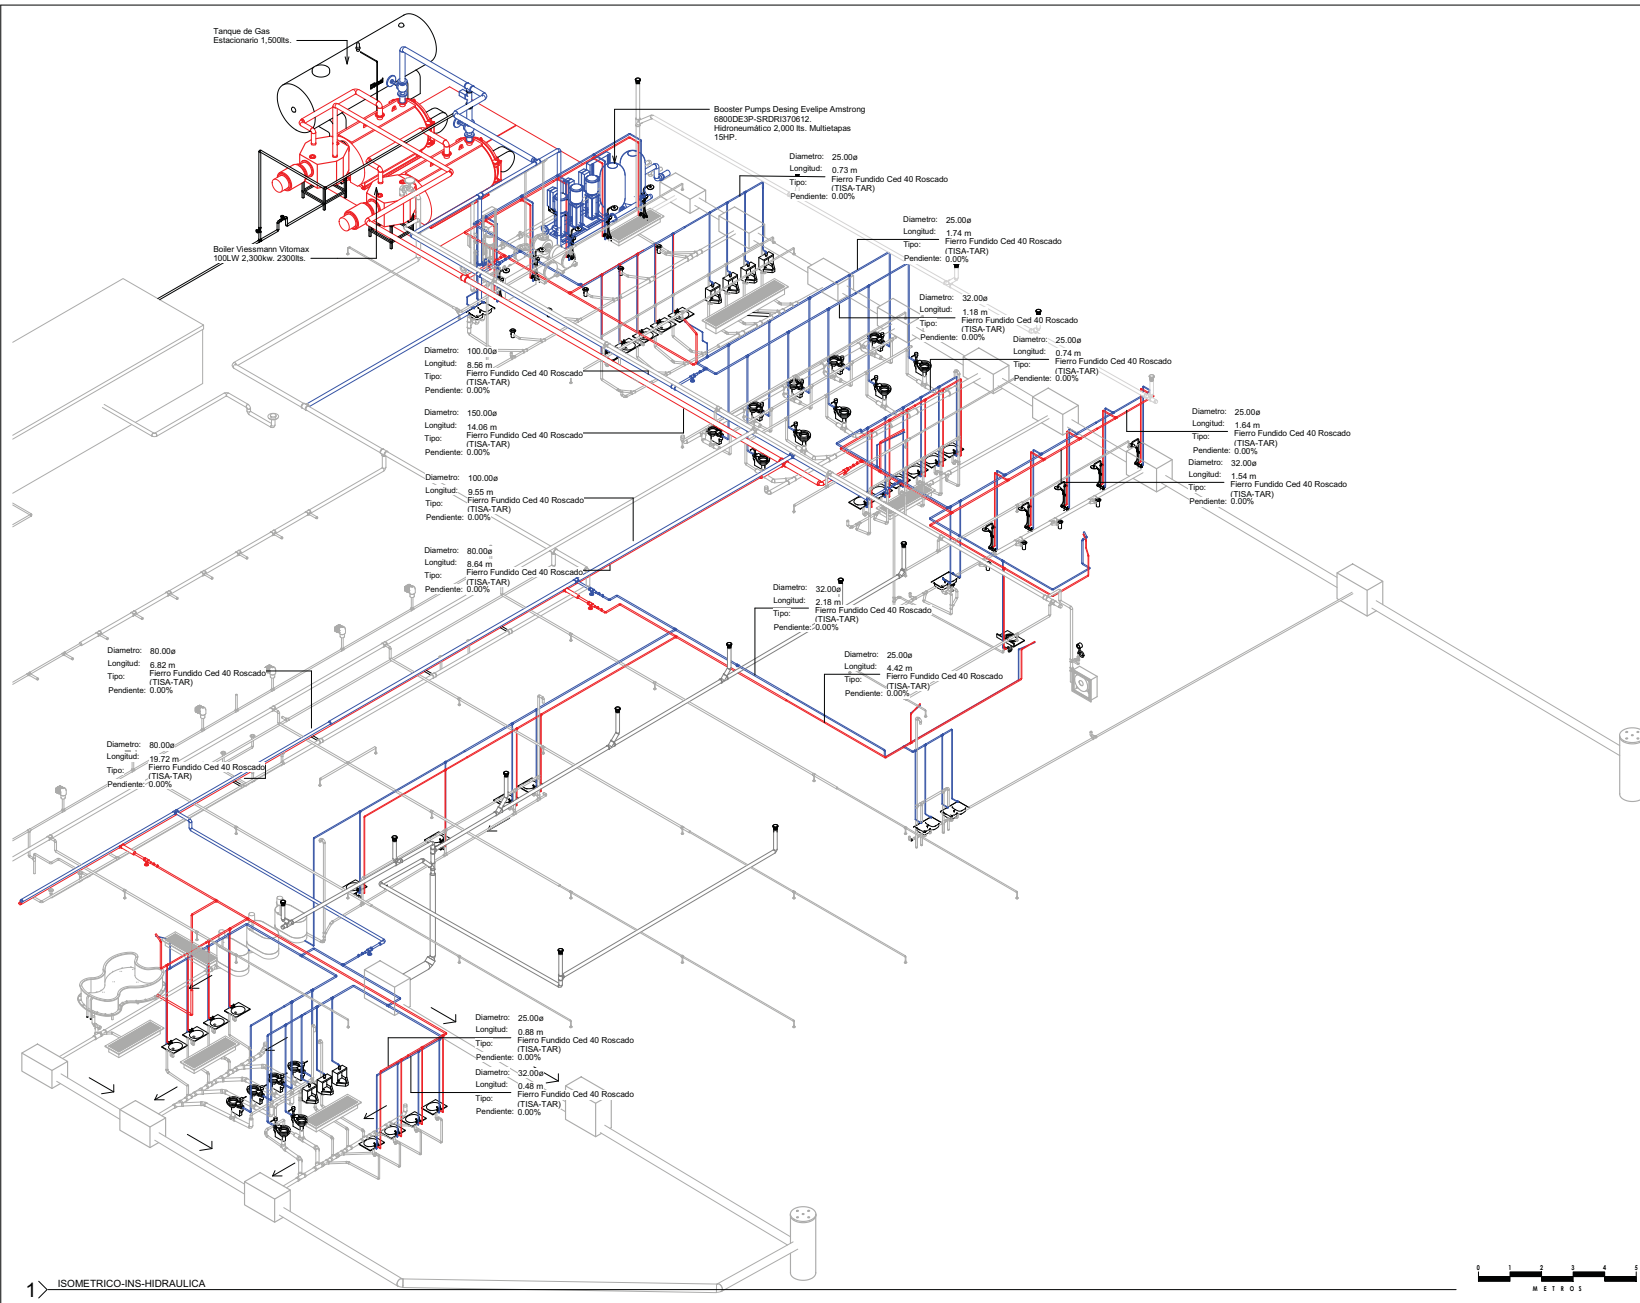 Tanque de Gas
Estacionario 1,500lts.
Booster Pumps Desing Evelipe Amstrong
6800DE3P-SRDRI370612.
Hidroneumático 2,000 lts. Multietapas
15HP.
Diametro: 25.00ø
Longitud: 0.73 m
Tipo: Fierro Fundido Ced 40 Roscado
(TISA-TAR)
Pendiente: 0.00%
Diametro: 25.00ø
Longitud: 1.74 m
Tipo: Fierro Fundido Ced 40 Roscado
(TISA-TAR)
Pendiente: 0.00%
Boiler Viessmann Vitomax
100LW 2,300kw. 2300lts.
Diametro: 32.00ø
Longitud: 1.18 m
Tipo: Fierro Fundido Ced 40 Roscado
(TISA-TAR)
Pendiente: 0.00%
Diametro: 25.00ø
Longitud: 0.74 m
Tipo: Fierro Fundido Ced 40 Roscado
(TISA-TAR)
Pendiente: 0.00%
Diametro: 100.00ø
Longitud: 8.56 m
Tipo: Fierro Fundido Ced 40 Roscado
(TISA-TAR)
Pendiente: 0.00%
Diametro: 150.00ø
Longitud: 14.06 m
Tipo: Fierro Fundido Ced 40 Roscado
(TISA-TAR)
Pendiente: 0.00%
Diametro: 25.00ø
Longitud: 1.64 m
Tipo: Fierro Fundido Ced 40 Roscado
(TISA-TAR)
Pendiente: 0.00%
Diametro: 32.00ø
Longitud: 1.54 m
Tipo: Fierro Fundido Ced 40 Roscado
(TISA-TAR)
Pendiente: 0.00%
Diametro: 100.00ø
Longitud: 9.55 m
Tipo: Fierro Fundido Ced 40 Roscado
(TISA-TAR)
Pendiente: 0.00%
Diametro: 80.00ø
Longitud: 8.64 m
Tipo: Fierro Fundido Ced 40 Roscado
(TISA-TAR)
Pendiente: 0.00%
Diametro: 32.00ø
Longitud: 2.18 m
Tipo: Fierro Fundido Ced 40 Roscado
(TISA-TAR)
Pendiente: 0.00%
Diametro: 25.00ø
Longitud: 4.42 m
Tipo: Fierro Fundido Ced 40 Roscado
(TISA-TAR)
Pendiente: 0.00%
Diametro: 80.00ø
Longitud: 6.82 m
Tipo: Fierro Fundido Ced 40 Roscado
(TISA-TAR)
Pendiente: 0.00%
Diametro: 80.00ø
Longitud: 19.72 m
Tipo: Fierro Fundido Ced 40 Roscado
(TISA-TAR)
Pendiente: 0.00%
Diametro: 25.00ø
Longitud: 0.88 m
Tipo: Fierro Fundido Ced 40 Roscado
(TISA-TAR)
Pendiente: 0.00%
Diametro: 32.00ø
Longitud: 0.48 m
Tipo: Fierro Fundido Ced 40 Roscado
(TISA-TAR)
Pendiente: 0.00%
1 ISOMETRICO-INS-HIDRAULICA
0 1 2 3 4 5
METROS